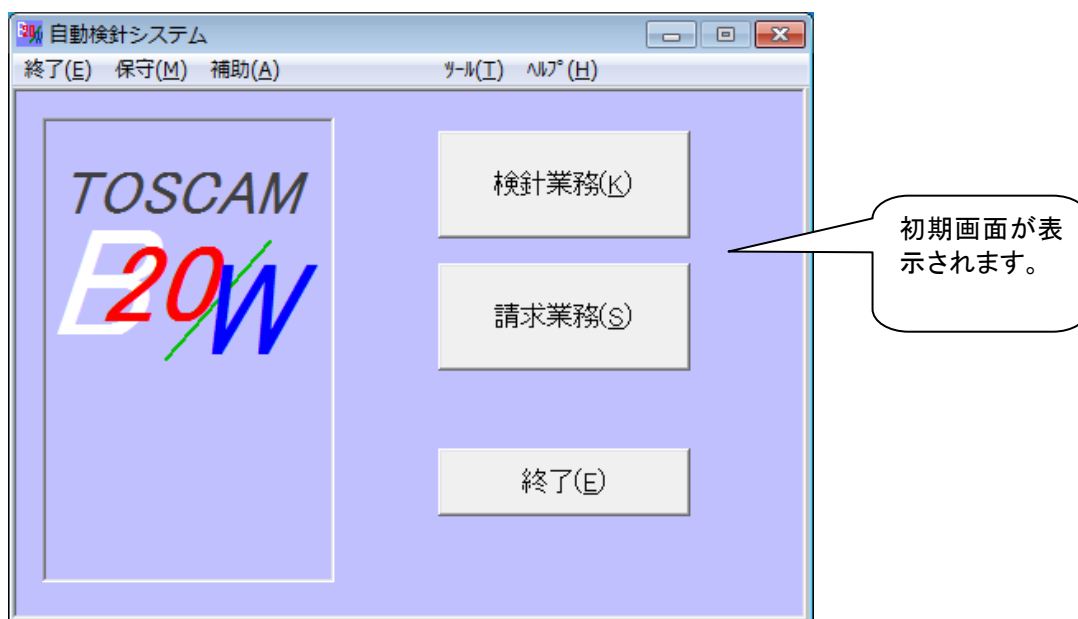 自動検針システム
終了(E) 保守(M) 補助(A) ﾂｰﾙ(T) ﾍﾙﾌﾟ(H)
TOSCAM
B20/W
検針業務(K)
請求業務(S)
終了(E)
初期画面が表
示されます。